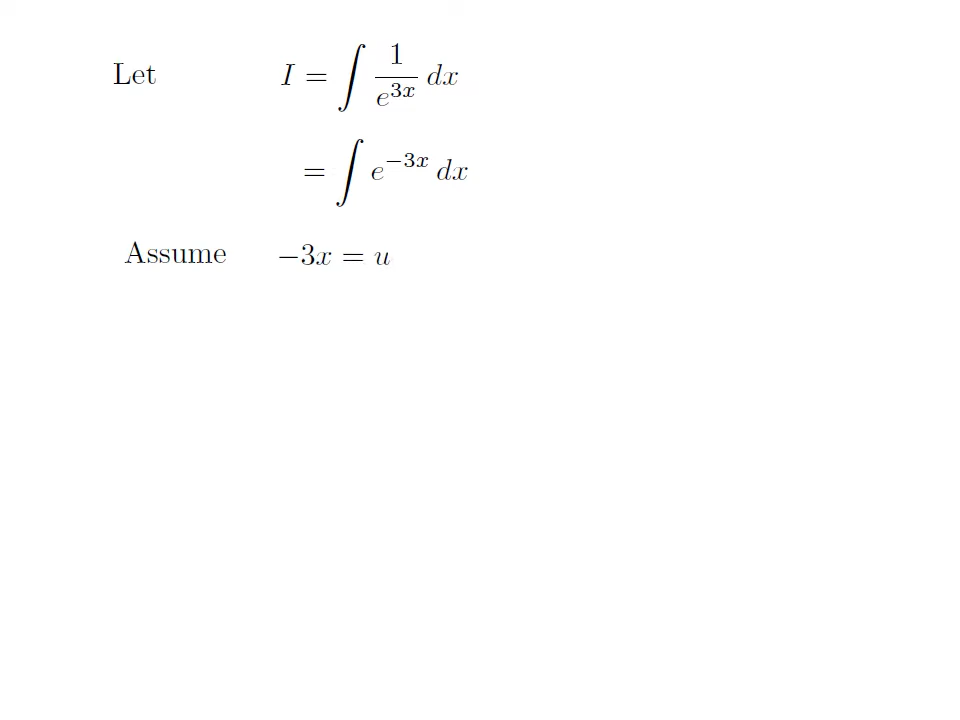 Let I = ∫ 1/e^{3x} dx
= ∫ e^{−3x} dx
Assume −3x = u